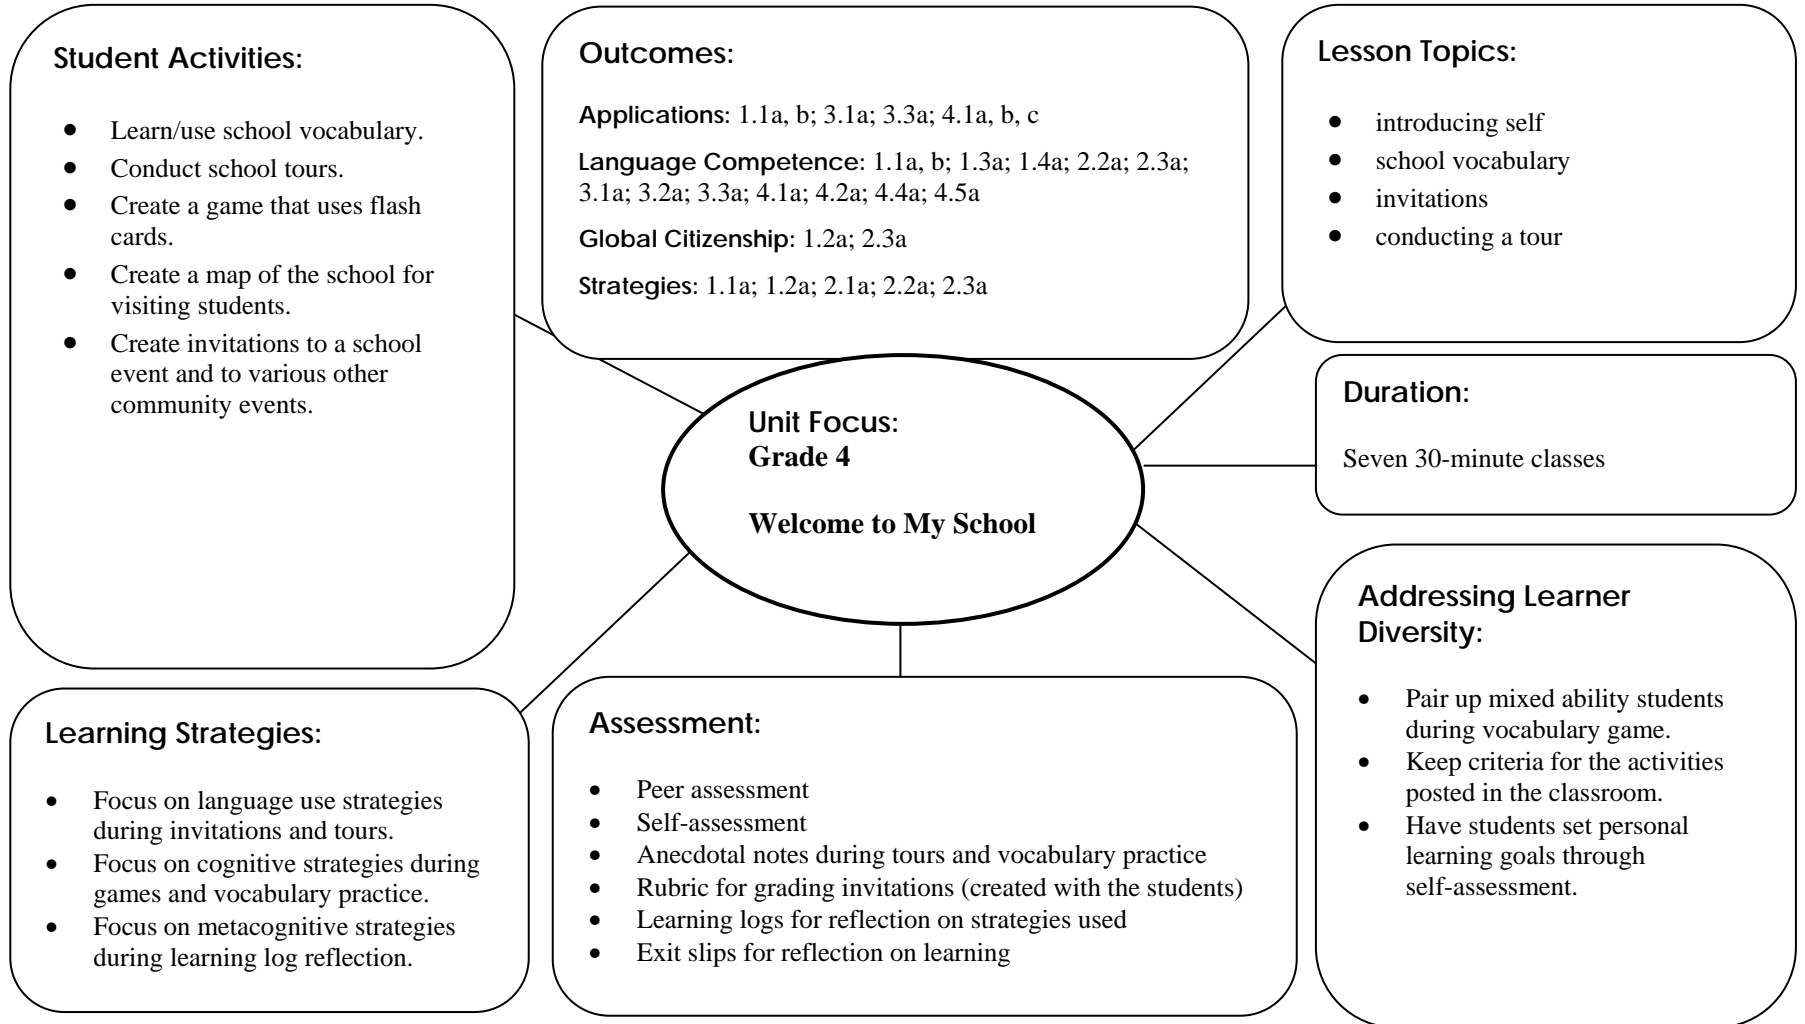 Student Activities:
• Learn/use school vocabulary.
• Conduct school tours.
• Create a game that uses flash
cards.
• Create a map of the school for
visiting students.
• Create invitations to a school
event and to various other
community events.
Outcomes:
Applications: 1.1a, b; 3.1a; 3.3a; 4.1a, b, c
Language Competence: 1.1a, b; 1.3a; 1.4a; 2.2a; 2.3a;
3.1a; 3.2a; 3.3a; 4.1a; 4.2a; 4.4a; 4.5a
Global Citizenship: 1.2a; 2.3a
Strategies: 1.1a; 1.2a; 2.1a; 2.2a; 2.3a
Lesson Topics:
• introducing self
• school vocabulary
• invitations
• conducting a tour
Duration:
Seven 30-minute classes
Unit Focus:
Grade 4
Welcome to My School
Addressing Learner
Diversity:
• Pair up mixed ability students
during vocabulary game.
• Keep criteria for the activities
posted in the classroom.
• Have students set personal
learning goals through
self-assessment.
Learning Strategies:
• Focus on language use strategies
during invitations and tours.
• Focus on cognitive strategies during
games and vocabulary practice.
• Focus on metacognitive strategies
during learning log reflection.
Assessment:
• Peer assessment
• Self-assessment
• Anecdotal notes during tours and vocabulary practice
• Rubric for grading invitations (created with the students)
• Learning logs for reflection on strategies used
• Exit slips for reflection on learning